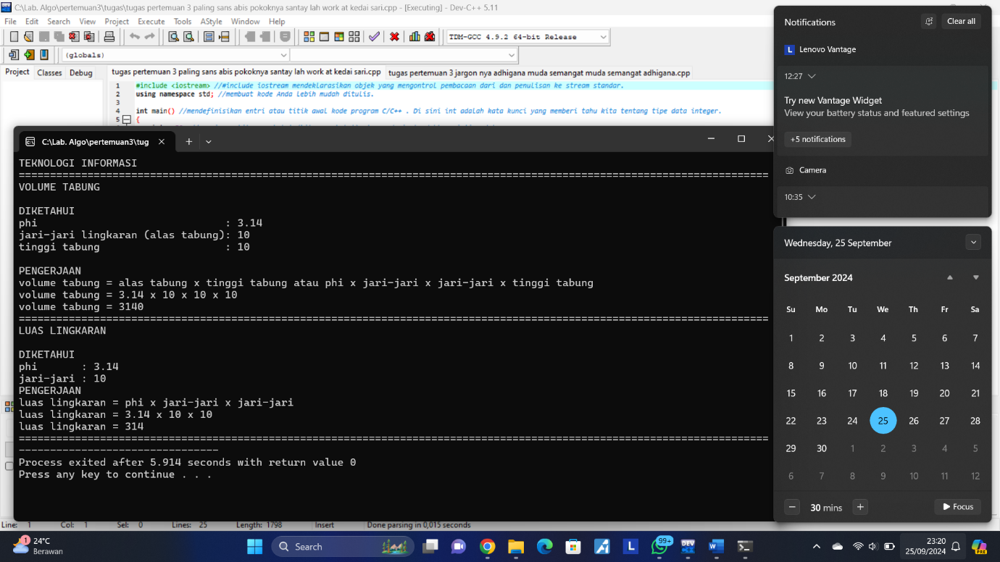 C:\Lab. Algo\pertemuan3\tugas\tugas pertemuan 3 paling sans abis pokoknya santay lah work at kedai sari.cpp - [Executing] - Dev-C++ 5.11
File Edit Search View Project Execute Tools AStyle Window Help
TDM-GCC 4.9.2 64-bit Release
(globals)
Project Classes Debug
tugas pertemuan 3 paling sans abis pokoknya santay lah work at kedai sari.cpp tugas pertemuan 3 jargon nya adhigana muda semangat muda semangat adhigana.cpp
1 #include <iostream> //#include iostream mendeklarasikan objek yang mengontrol pembacaan dari dan penulisan ke stream standar.
2 using namespace std; //membuat kode Anda lebih mudah ditulis.
3
4 int main() //mendefinisikan entri atau titik awal kode program C/C++ . Di sini int adalah kata kunci yang memberi tahu kita tentang tipe data integer.
5 {
C:\Lab. Algo\pertemuan3\tug
TEKNOLOGI INFORMASI
========================================================================================================================
VOLUME TABUNG
DIKETAHUI
phi : 3.14
jari-jari lingkaran (alas tabung): 10
tinggi tabung : 10
PENGERJAAN
volume tabung = alas tabung x tinggi tabung atau phi x jari-jari x jari-jari x tinggi tabung
volume tabung = 3.14 x 10 x 10 x 10
volume tabung = 3140
========================================================================================================================
LUAS LINGKARAN
DIKETAHUI
phi : 3.14
jari-jari : 10
PENGERJAAN
luas lingkaran = phi x jari-jari x jari-jari
luas lingkaran = 3.14 x 10 x 10
luas lingkaran = 314
========================================================================================================================
--------------------------------
Process exited after 5.914 seconds with return value 0
Press any key to continue . . .
Line: 1 Col: 1 Sel: 0 Lines: 25 Length: 1798 Insert Done parsing in 0,015 seconds
Notifications Clear all
L Lenovo Vantage
12:27
Try new Vantage Widget
View your battery status and featured settings
+5 notifications
Camera
10:35
Wednesday, 25 September
September 2024
Su Mo Tu We Th Fr Sa
1 2 3 4 5 6 7
8 9 10 11 12 13 14
15 16 17 18 19 20 21
22 23 24 25 26 27 28
29 30 1 2 3 4 5
6 7 8 9 10 11 12
30 mins Focus
1 24°C
Berawan
Search
L
99+
DEV
W
PRE
23:20
25/09/2024